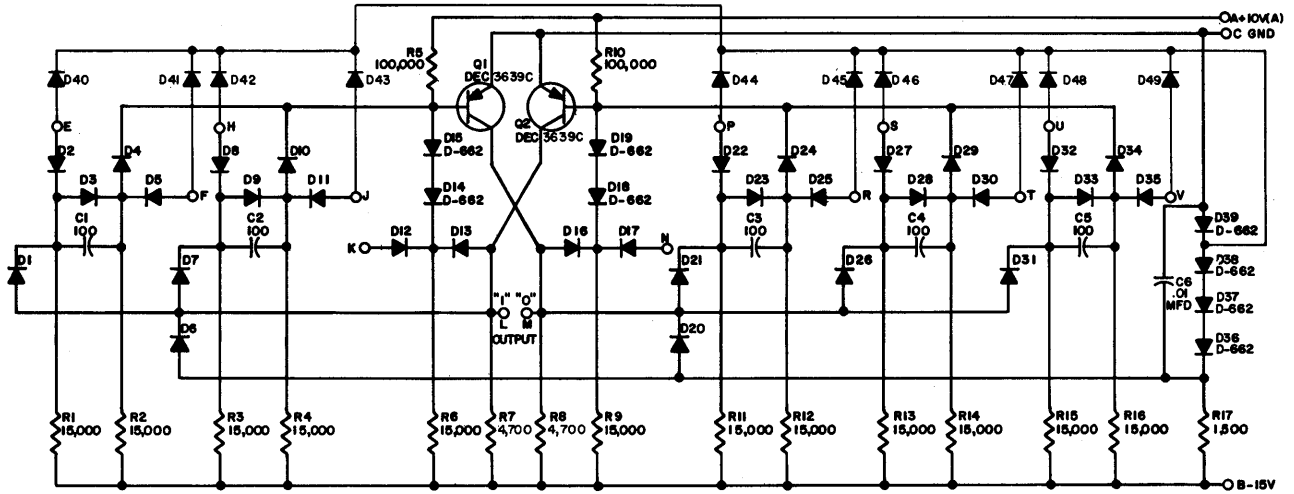 A+10V(A)
C GND
R5
100,000
Q1
DEC 3639C
R10
100,000
D40
D41
D42
D43
D44
D45
D46
D47
D48
D49
E
H
Q2
DEC 3639C
P
S
U
D2
D4
D8
D10
D15
D-662
D19
D-662
D22
D24
D27
D29
D32
D34
D3
D5
F
D9
D11
J
D14
D-662
D18
D-662
D23
D25
R
D28
D30
T
D33
D35
V
C1
100
C2
100
C3
100
C4
100
C5
100
D39
D-662
K
D12
D13
D16
D17
N
D1
D7
D21
D26
D31
D38
D-662
C6
.01
MFD
D37
D-662
"1"
"0"
L
M
OUTPUT
D6
D20
D36
D-662
R1
15,000
R2
15,000
R3
15,000
R4
15,000
R6
15,000
R7
4,700
R8
4,700
R9
15,000
R11
15,000
R12
15,000
R13
15,000
R14
15,000
R15
15,000
R16
15,000
R17
1,500
B-15V